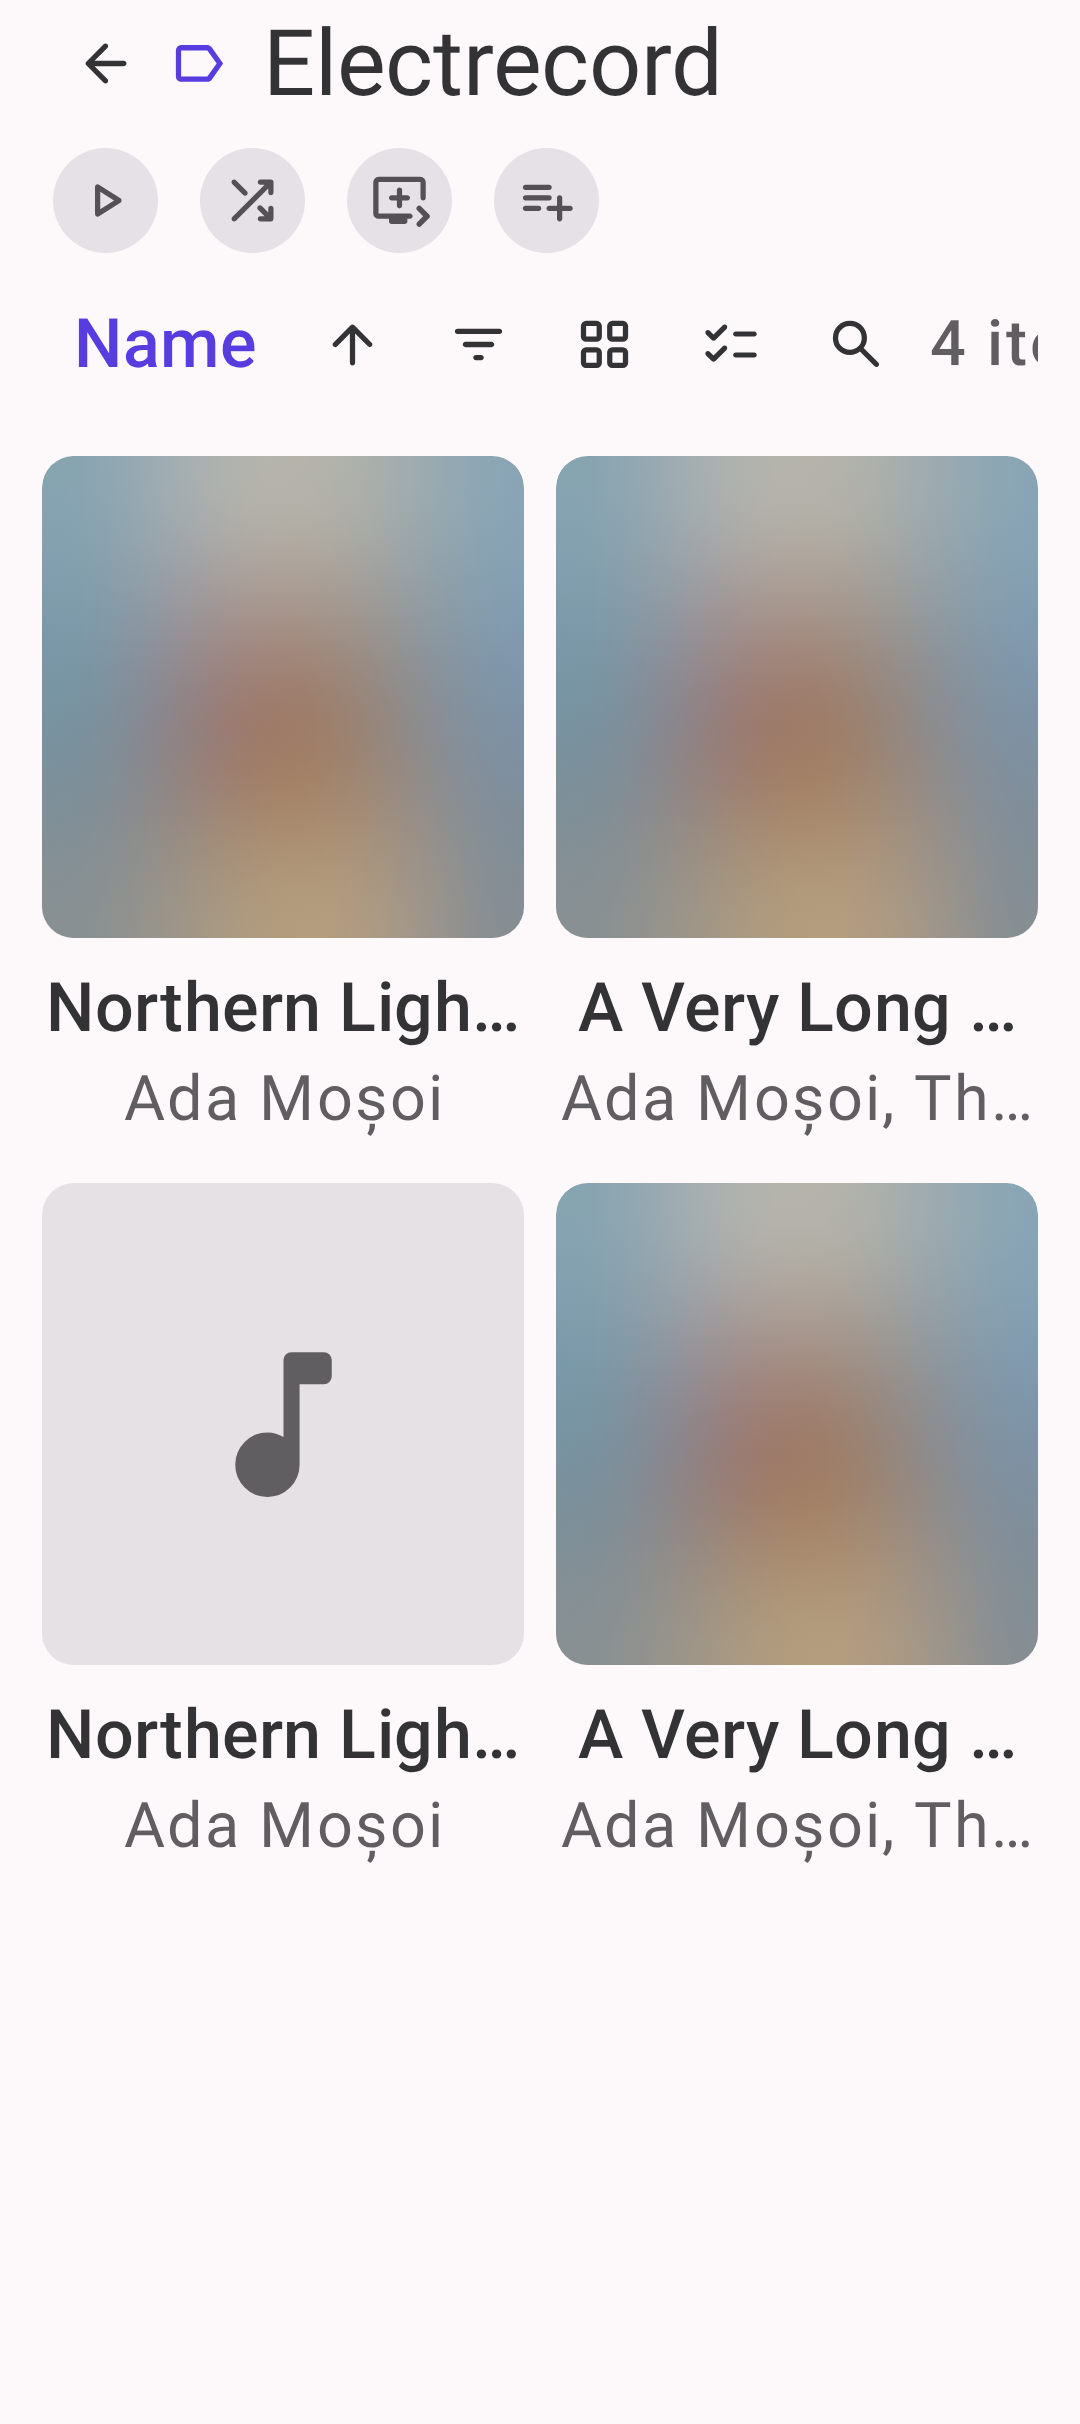 Electrecord
Name
4 ite
Northern Ligh…
Ada Moșoi
A Very Long …
Ada Moșoi, Th…
Northern Ligh…
Ada Moșoi
A Very Long …
Ada Moșoi, Th…